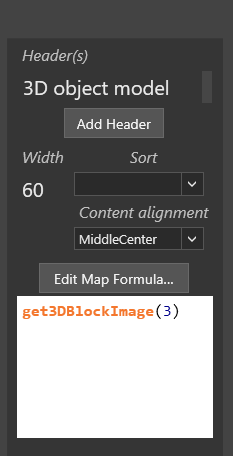 Header(s)
3D object model
Add Header
Width Sort
60
Content alignment
MiddleCenter
Edit Map Formula...
get3DBlockImage(3)